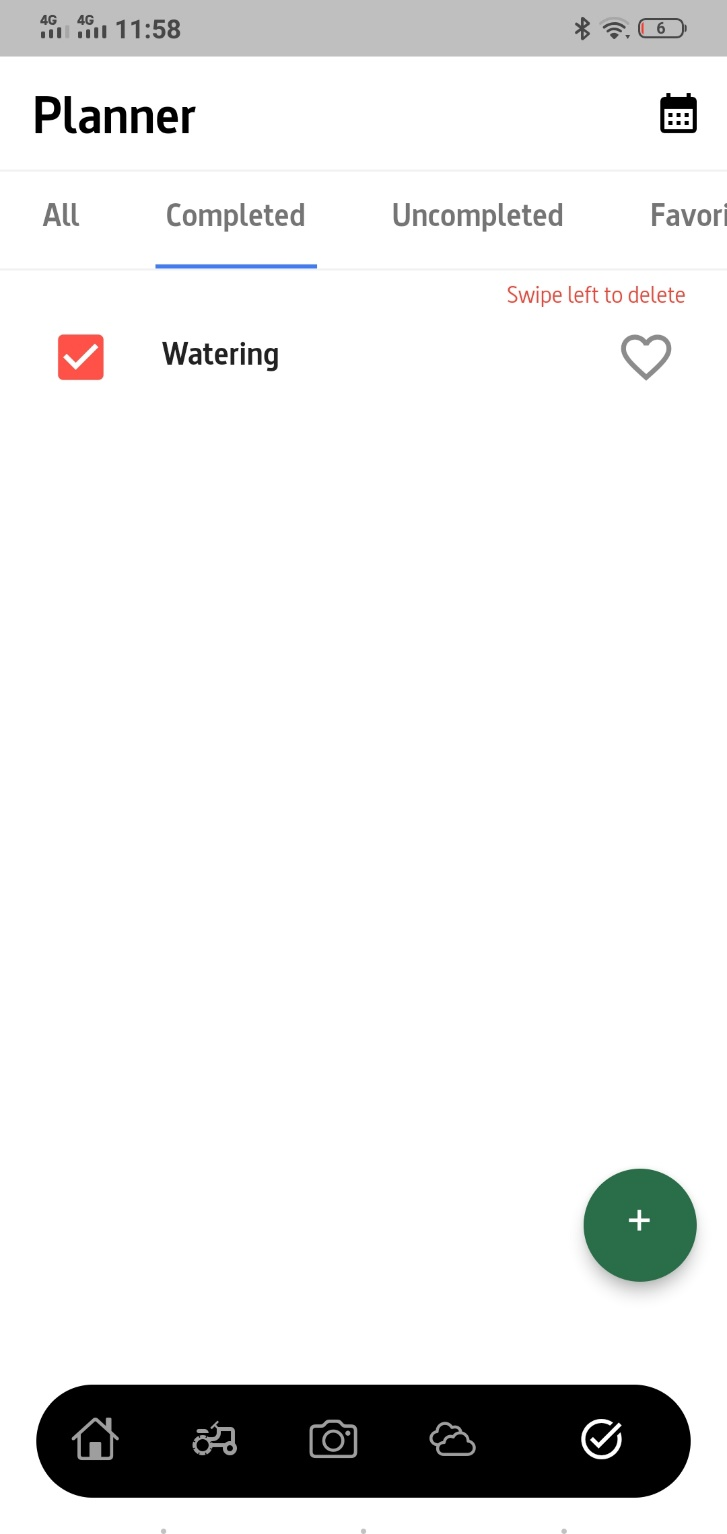 4G 4G 11:58 6
Planner
All Completed Uncompleted Favori
Swipe left to delete
Watering
+